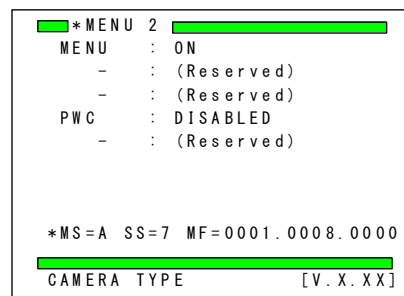 *MENU 2
MENU : ON
- : (Reserved)
- : (Reserved)
PWC : DISABLED
- : (Reserved)
*MS=A SS=7 MF=0001.0008.0000
CAMERA TYPE [V.X.XX]